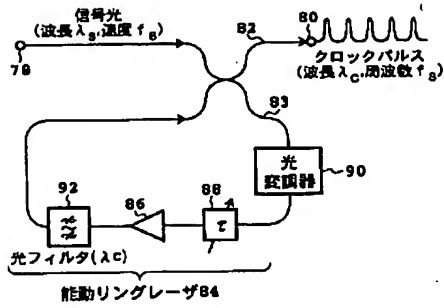 信号光
(波長λs,速度fs)
78
82
80
クロックパルス
(波長λc,周波数fs)
83
光
変調器
90
92
86
88
τ
光フィルタ(λc)
能動リングレーザ84